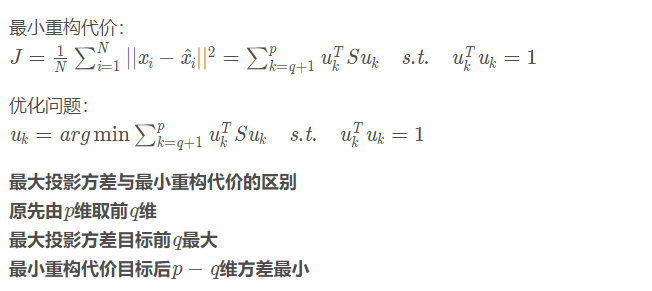 最小重构代价：
$J = \frac{1}{N} \sum_{i=1}^{N} ||x_i - \hat{x}_i||^2 = \sum_{k=q+1}^{p} u_k^T S u_k \quad s.t. \quad u_k^T u_k = 1$
优化问题：
$u_k = arg \min \sum_{k=q+1}^{p} u_k^T S u_k \quad s.t. \quad u_k^T u_k = 1$
最大投影方差与最小重构代价的区别
原先由$p$维取前$q$维
最大投影方差目标前$q$最大
最小重构代价目标后$p - q$维方差最小